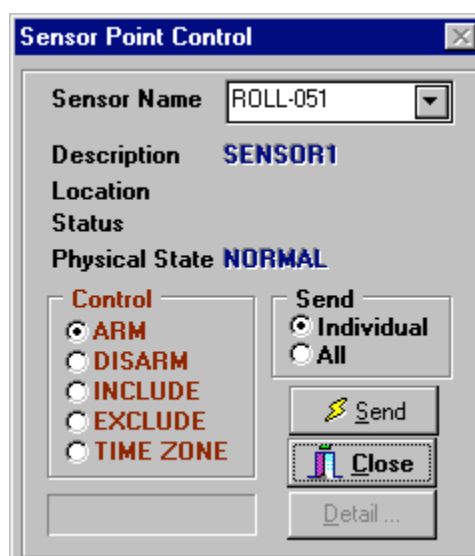 Sensor Point Control
Sensor Name ROLL-051
Description SENSOR1
Location
Status
Physical State NORMAL
Control
ARM
DISARM
INCLUDE
EXCLUDE
TIME ZONE
Send
Individual
All
Send
Close
Detail ...